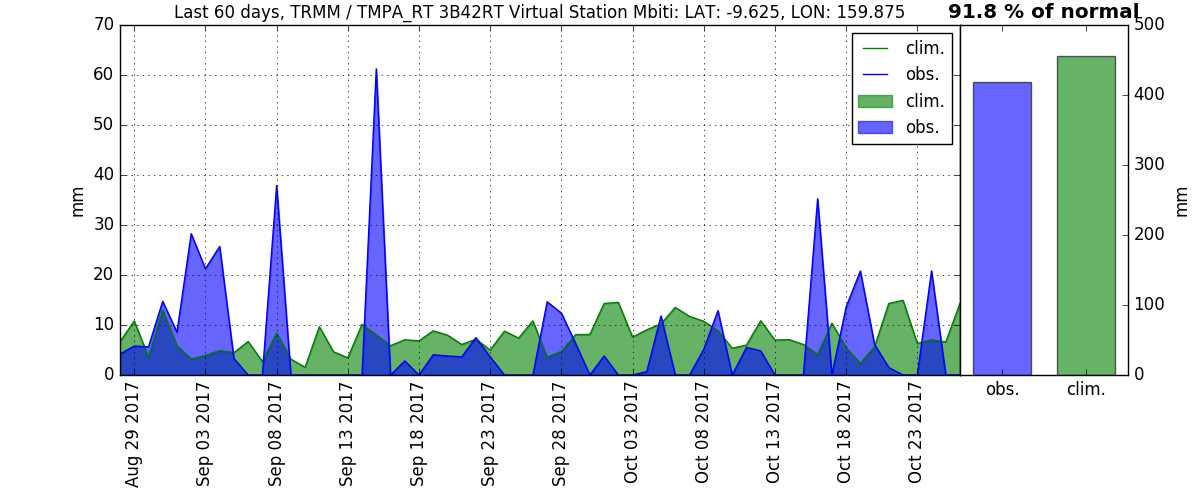 Last 60 days, TRMM / TMPA_RT 3B42RT Virtual Station Mbiti: LAT: -9.625, LON: 159.875
91.8 % of normal
70
60
50
40
30
20
10
0
mm
clim.
obs.
clim.
obs.
500
400
300
200
100
0
mm
Aug 29 2017
Sep 03 2017
Sep 08 2017
Sep 13 2017
Sep 18 2017
Sep 23 2017
Sep 28 2017
Oct 03 2017
Oct 08 2017
Oct 13 2017
Oct 18 2017
Oct 23 2017
obs.
clim.